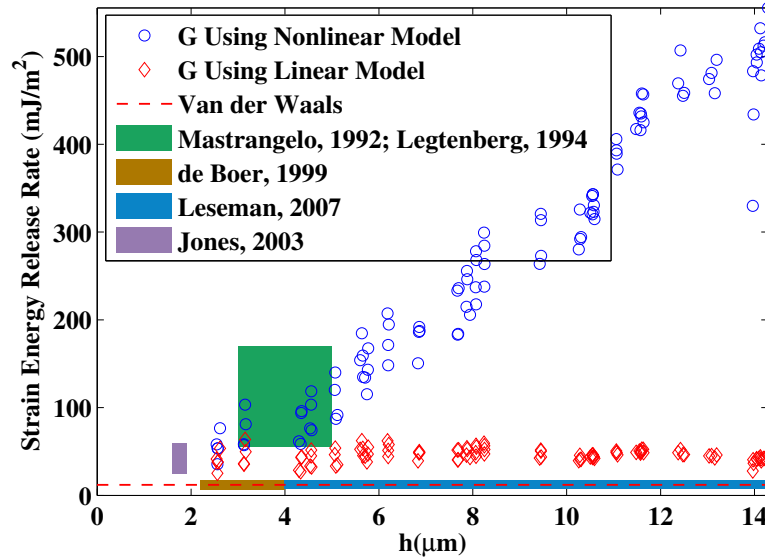 G Using Nonlinear Model
G Using Linear Model
Van der Waals
Mastrangelo, 1992; Legtenberg, 1994
de Boer, 1999
Leseman, 2007
Jones, 2003
Strain Energy Release Rate (mJ/m²)
500
400
300
200
100
0
0 2 4 6 8 10 12 14
h(μm)